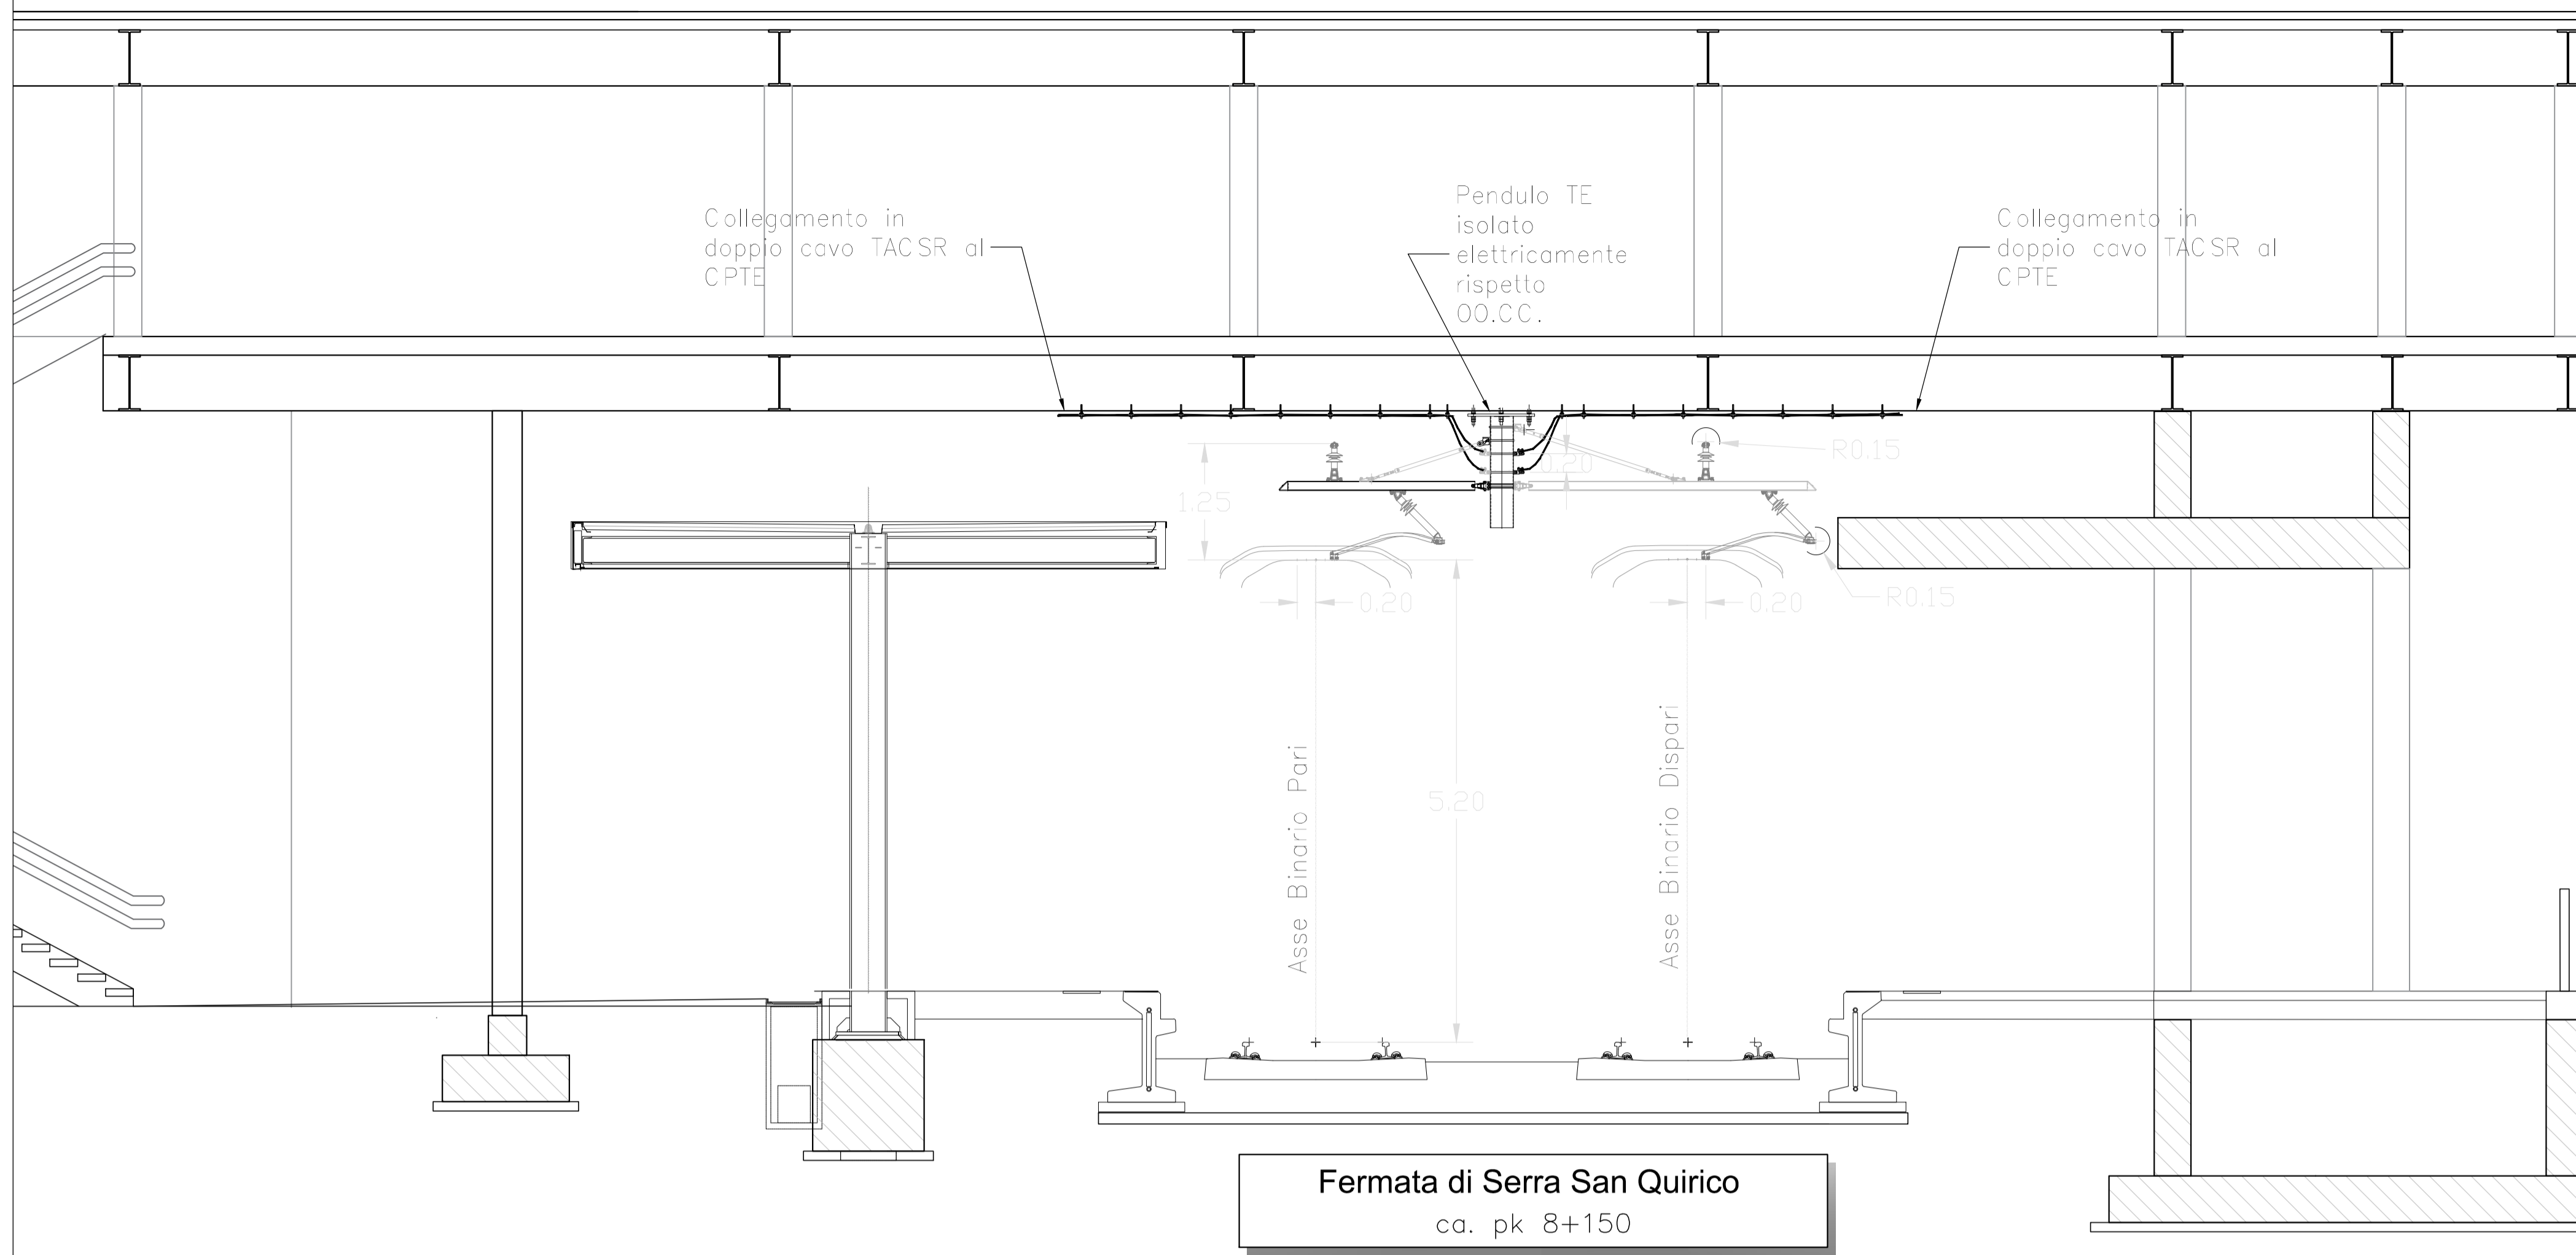 Collegamento in
doppio cavo TACSR al
CPTE
Pendulo TE
isolato
elettricamente
rispetto
OO.CC.
Collegamento in
doppio cavo TACSR al
CPTE
R0.15
0.20
1.25
0.20
0.20
R0.15
5.20
Asse Binario Pari
Asse Binario Dispari
Fermata di Serra San Quirico
ca. pk 8+150